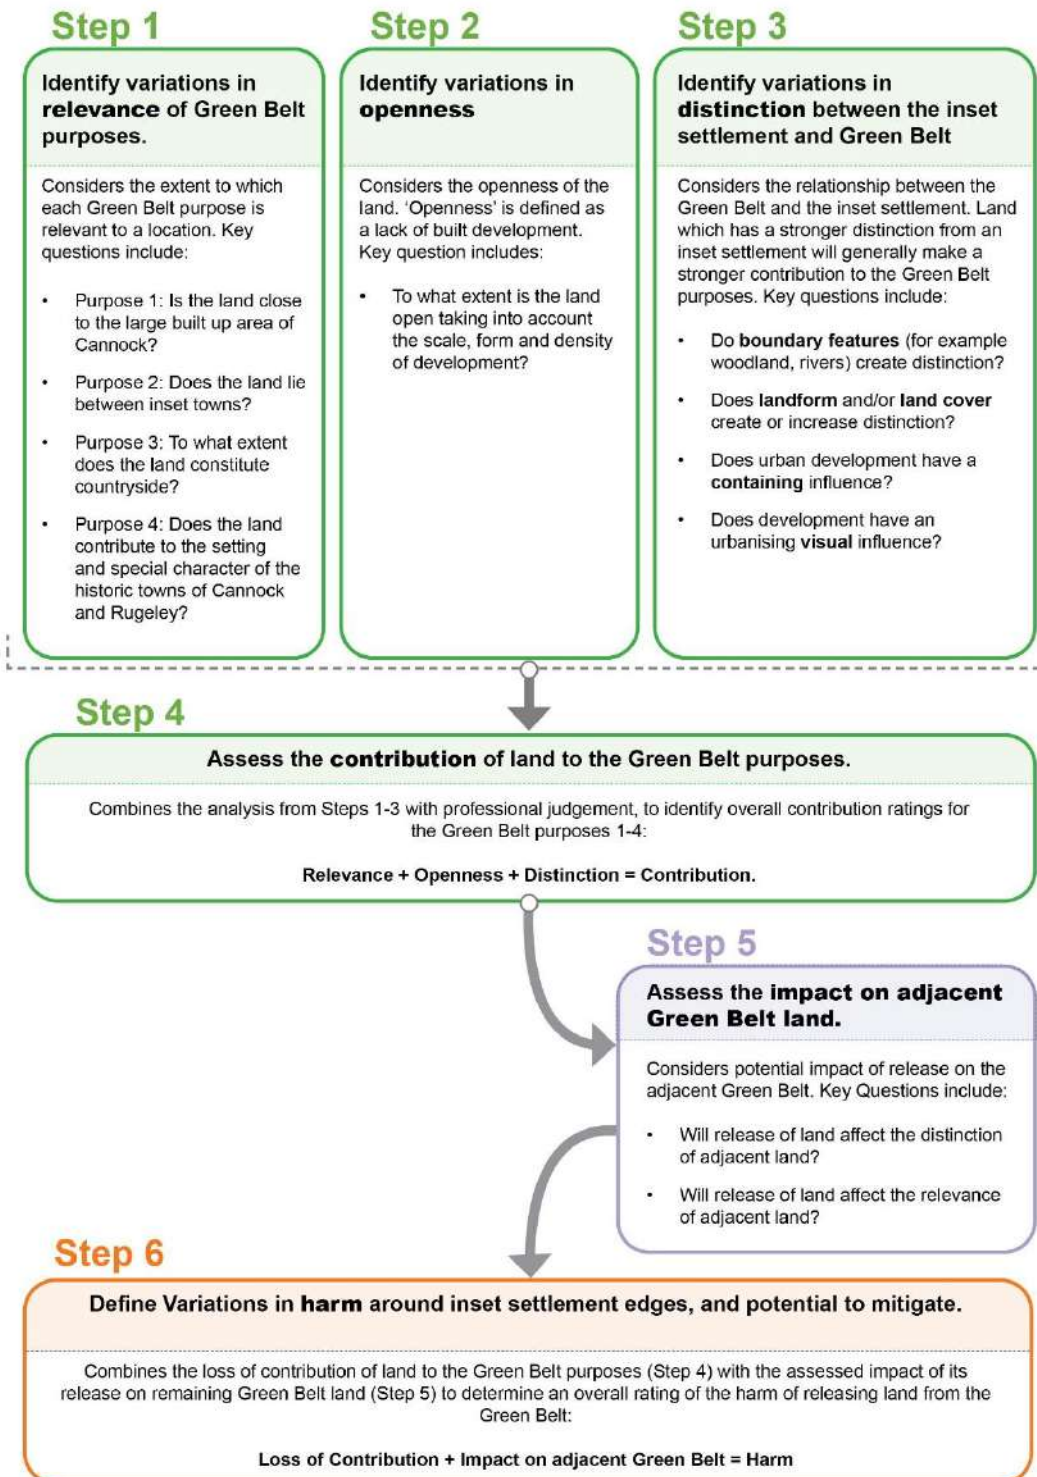 Step 1
Identify variations in
relevance of Green Belt
purposes.
Considers the extent to which
each Green Belt purpose is
relevant to a location. Key
questions include:
• Purpose 1: Is the land close
to the large built up area of
Cannock?
• Purpose 2: Does the land lie
between inset towns?
• Purpose 3: To what extent
does the land constitute
countryside?
• Purpose 4: Does the land
contribute to the setting
and special character of the
historic towns of Cannock
and Rugeley?
Step 2
Identify variations in
openness
Considers the openness of the
land. ‘Openness’ is defined as
a lack of built development.
Key question includes:
• To what extent is the land
open taking into account
the scale, form and density
of development?
Step 3
Identify variations in
distinction between the inset
settlement and Green Belt
Considers the relationship between the
Green Belt and the inset settlement. Land
which has a stronger distinction from an
inset settlement will generally make a
stronger contribution to the Green Belt
purposes. Key questions include:
• Do boundary features (for example
woodland, rivers) create distinction?
• Does landform and/or land cover
create or increase distinction?
• Does urban development have a
containing influence?
• Does development have an
urbanising visual influence?
Step 4
Assess the contribution of land to the Green Belt purposes.
Combines the analysis from Steps 1-3 with professional judgement, to identify overall contribution ratings for
the Green Belt purposes 1-4:
Relevance + Openness + Distinction = Contribution.
Step 5
Assess the impact on adjacent
Green Belt land.
Considers potential impact of release on the
adjacent Green Belt. Key Questions include:
• Will release of land affect the distinction
of adjacent land?
• Will release of land affect the relevance
of adjacent land?
Step 6
Define Variations in harm around inset settlement edges, and potential to mitigate.
Combines the loss of contribution of land to the Green Belt purposes (Step 4) with the assessed impact of its
release on remaining Green Belt land (Step 5) to determine an overall rating of the harm of releasing land from the
Green Belt:
Loss of Contribution + Impact on adjacent Green Belt = Harm